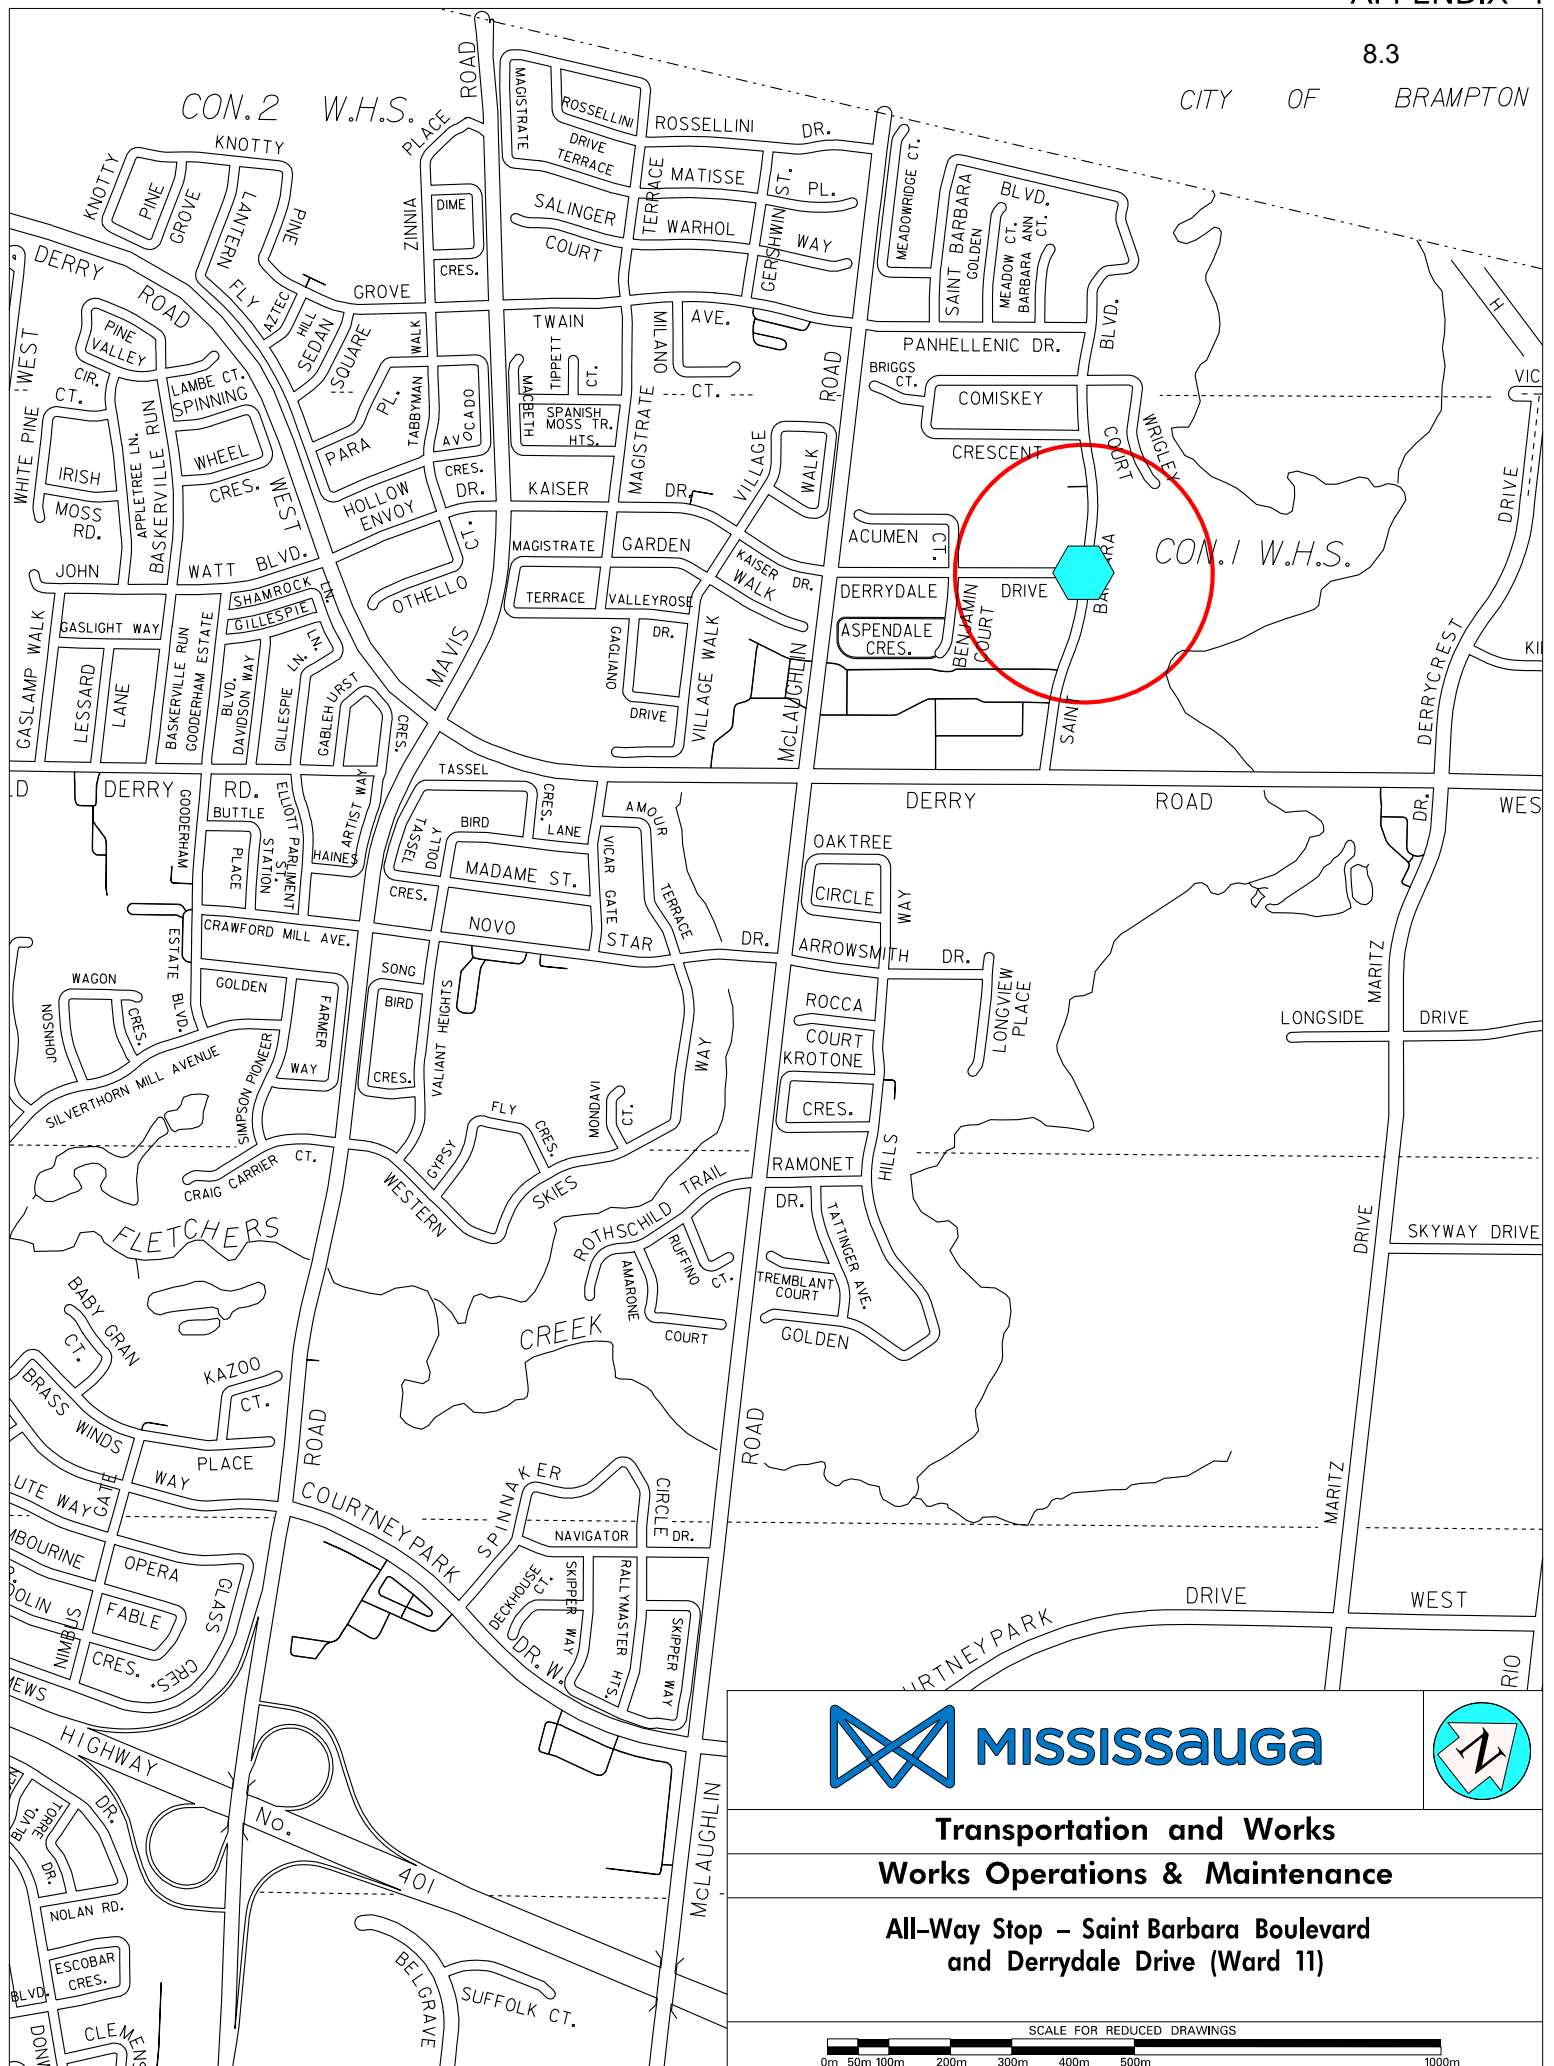 8.3
CITY OF BRAMPTON
CON.2 W.H.S.
KNOTTY
KNOTTY
PINE
GROVE
LANTERN
FLY
PINE
PLACE
ROAD
ZINNIA
DIME
CRES.
MAGISTRATE
ROSSELLINI
ROSSELLINI DR.
DRIVE
TERRACE
TERRACE
MATISSE
ST.
PL.
SALINGER
COURT
WARHOL
GERSHWIN
WAY
MEADOWRIDGE CT.
SAINT BARBARA
BLVD.
GOLDEN
MEADOW CT.
BARBARA ANN
CT.
DERRY
ROAD
WEST
AZTEC
HILL
SEDAN
SQUARE
GROVE
PINE
VALLEY
CIR.
CT.
LAMBE CT.
SPINNING
WHEEL
CRES.
WEST
WALK
TWAIN
AVE.
MILANO
CT.
TIPPETT
CT.
MACBETH
SPANISH
MOSS TR.
HTS.
MAGISTRATE
ROAD
PANHELLENIC DR.
BLVD.
BRIGGS
CT.
COMISKEY
CRESCENT
COURT
WRIGLEY
H
VIC
WHITE PINE
IRISH
MOSS
RD.
APPLETREE LN.
BASKERVILLE RUN
PARA
PL.
TABBYMAN
AVOCADO
CRES.
DR.
HOLLOW
ENVOY
CT.
OTHELLO
KAISER
DR.
VILLAGE
WALK
MAGISTRATE
GARDEN
KAISER
DR.
WALK
TERRACE
VALLEYROSE
DR.
GAGLIANO
DRIVE
VILLAGE WALK
ACUMEN
CT.
DERRYDALE
DRIVE
ASPENDALE
CRES.
BENJAMIN
COURT
SAINT
CON.1 W.H.S.
DRIVE
DERRYCREST
KI
JOHN
WATT
BLVD.
SHAMROCK
LN.
GILLESPIE
LN.
GASLIGHT WAY
GASLAMP WALK
LESSARD
LANE
BASKERVILLE RUN
GOODERHAM ESTATE
BLVD.
DAVIDSON WAY
GILLESPIE
LN.
GABLEHURST
CRES.
MAVIS
McLAUGHLIN
DERRY
RD.
TASSEL
DERRY
ROAD
WES
GOODERHAM
BUTTLE
PLACE
STATION
ST.
ELLIOTT PARLIMENT
HAINES
ARTIST WAY
TASSEL
DOLLY
BIRD
CRES.
LANE
AMOUR
TERRACE
VICAR GATE
MADAME ST.
CRES.
NOVO
STAR
DR.
OAKTREE
CIRCLE
WAY
ARROWSMITH
DR.
DR.
CRAWFORD MILL AVE.
ESTATE BLVD.
GOLDEN
FARMER
WAY
SONG
BIRD
CRES.
VALIANT HEIGHTS
WAGON
CRES.
JOHNSON
SILVERTHORN MILL AVENUE
SIMPSON PIONEER
ROCCA
COURT
KROTONE
CRES.
LONGVIEW
PLACE
MARITZ
LONGSIDE
DRIVE
WAY
GYPSY
FLY
CRES.
MONDAVI
CT.
CRAIG CARRIER
CT.
WESTERN
SKIES
ROTHSCHILD
TRAIL
RAMONET
DR.
HILLS
FLETCHERS
CREEK
AMARONE
COURT
RUFFINO
CT.
TATTINGER AVE.
TREMBLANT
COURT
GOLDEN
DRIVE
SKYWAY DRIVE
BABY GRAN
CT.
KAZOO
CT.
BRASS
WINDS
PLACE
WAY
GATE
ROAD
ROAD
COURTNEYPARK
DR. W.
SPINNAKER
CIRCLE
NAVIGATOR
DR.
DECKHOUSE
CT.
SKIPPER WAY
RALLYMASTER HTS.
SKIPPER WAY
MARITZ
UTE WAY
MBOURINE
OLIN
OPERA
GLASS
CRES.
FABLE
CRES.
NIMBUS
EWS
DRIVE
WEST
URTNEYPARK
RIO
HIGHWAY
NO.
401
McLAUGHLIN
DR.
BLVD.
TORRE
DR.
NOLAN RD.
ESCOBAR
CRES.
BLVD.
CLEMENS
BELGRAVE
SUFFOLK CT.
MISSISSAUGA
N
Transportation and Works
Works Operations & Maintenance
All-Way Stop - Saint Barbara Boulevard
and Derrydale Drive (Ward 11)
SCALE FOR REDUCED DRAWINGS
0m 50m 100m 200m 300m 400m 500m 1000m